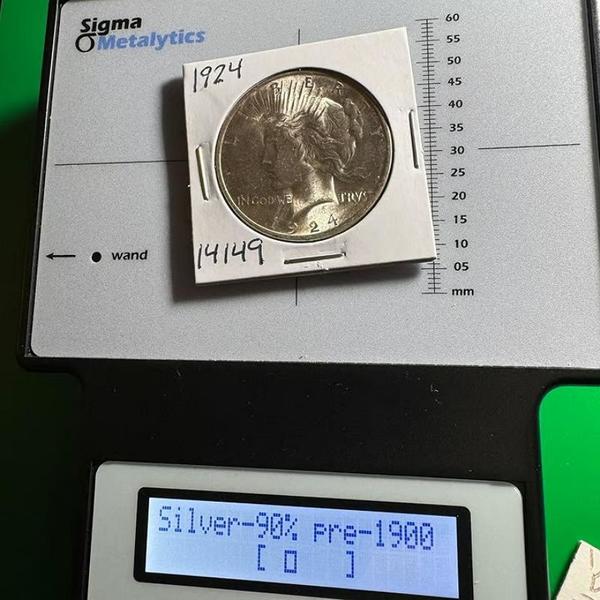 Sigma
Metalytics
60
55
50
45
40
35
30
25
20
15
10
05
mm
1924
LIBERTY
IN GOD WE TRVST
1924
14149
wand
Silver-90% pre-1900
[ ▯ ]